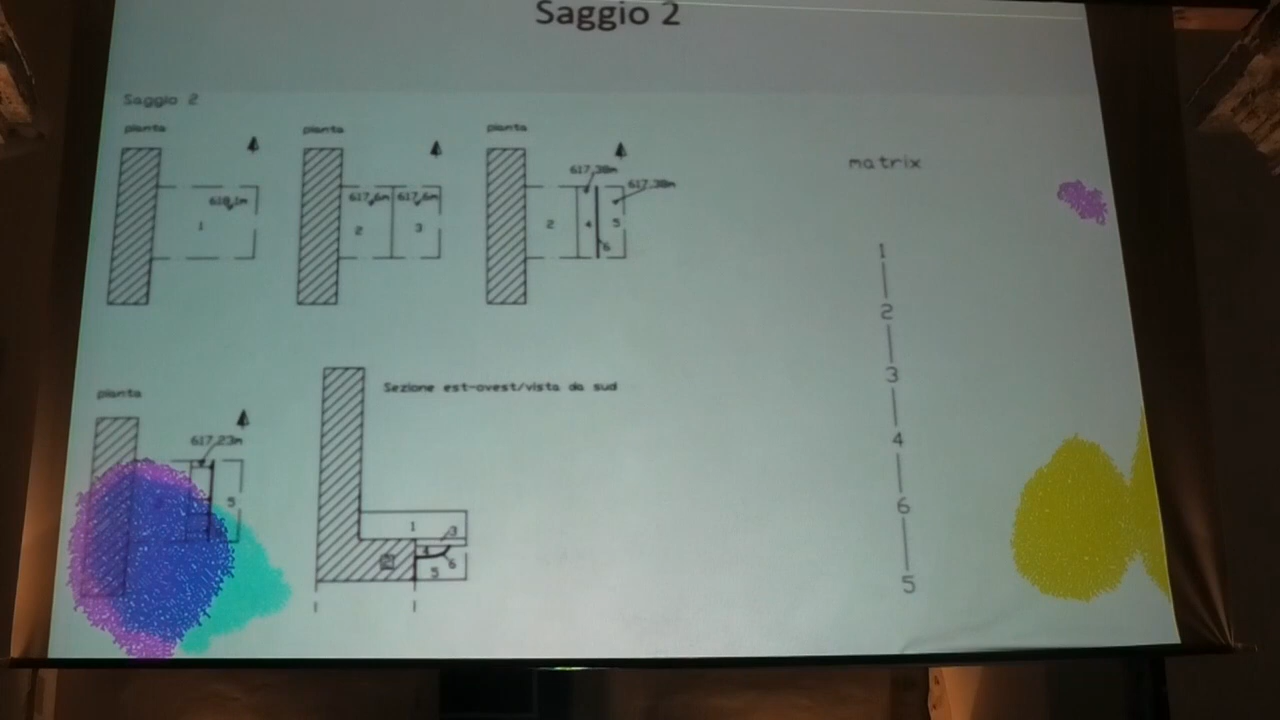 Saggio 2
Saggio 2
pianta
pianta
pianta
618,1m
1
617,6m 617,6m
2
3
617,38m
617,38m
2
4
5
6
matrix
1
2
3
4
6
5
pianta
617,23m
5
Sezione est-ovest/vista da sud
1
3
4
6
2
5